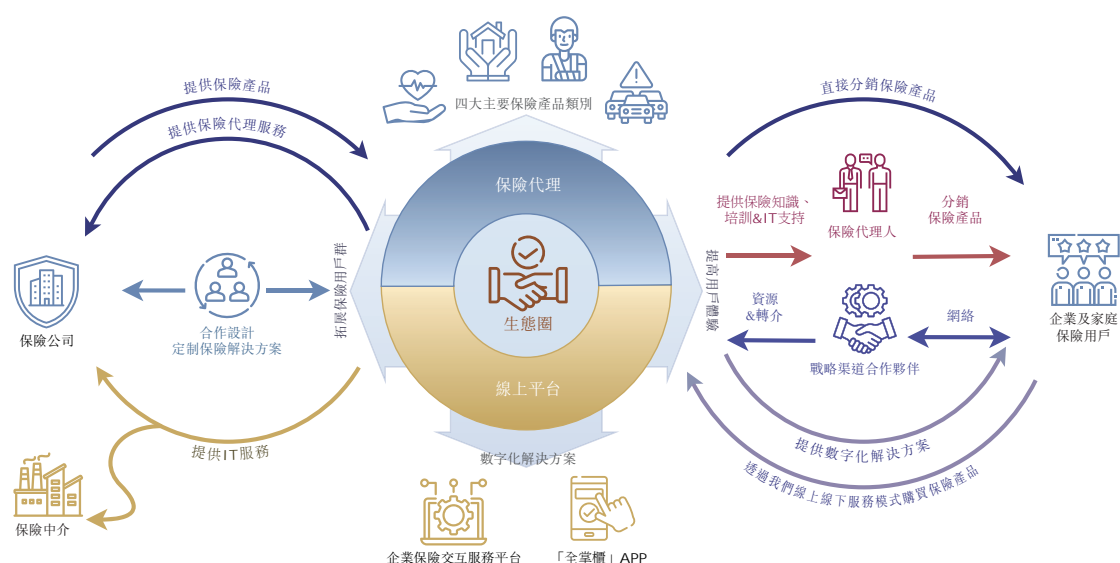 四大主要保險產品類別
提供保險產品
提供保險代理服務
保險公司
合作設計
定制保險解決方案
拓展保險用戶群
提供IT服務
保險中介
保險代理
生態圈
線上平台
數字化解決方案
企業保險交互服務平台
「全掌櫃」APP
提高用戶體驗
直接分銷保險產品
提供保險知識、
培訓&IT支持
保險代理人
分銷
保險產品
資源
&轉介
戰略渠道合作夥伴
網絡
企業及家庭
保險用戶
提供數字化解決方案
透過我們線上線下服務模式購買保險產品